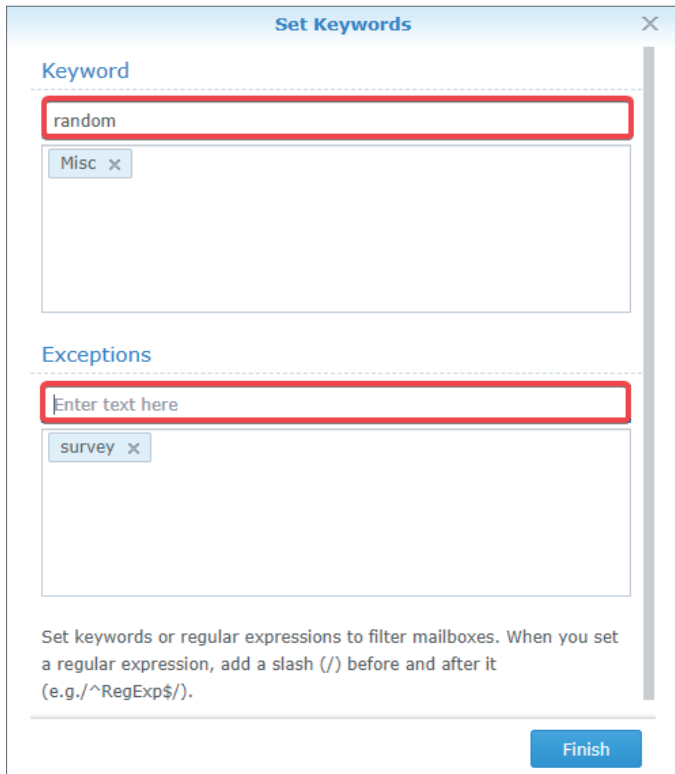 Set Keywords
Keyword
random
Misc
Exceptions
Enter text here
survey
Set keywords or regular expressions to filter mailboxes. When you set
a regular expression, add a slash (/) before and after it
(e.g./^RegExp$/).
Finish